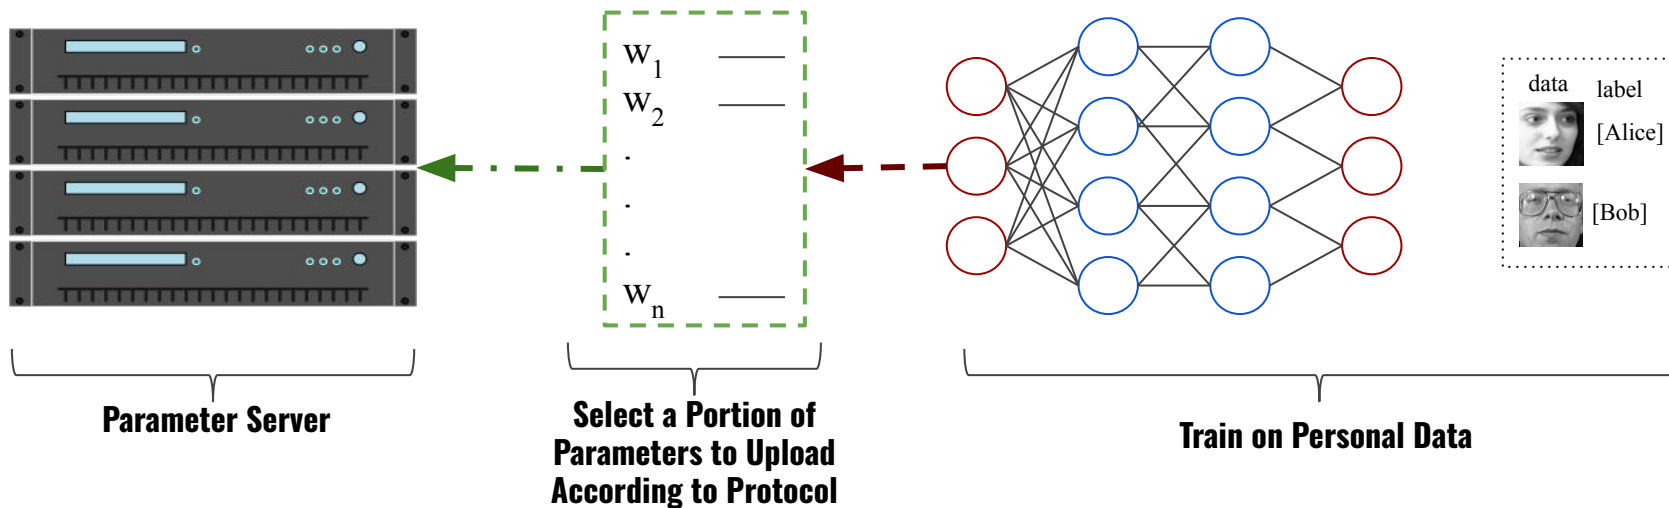 w1
w2
.
.
.
wn
data label
[Alice]
[Bob]
Parameter Server
Select a Portion of
Parameters to Upload
According to Protocol
Train on Personal Data